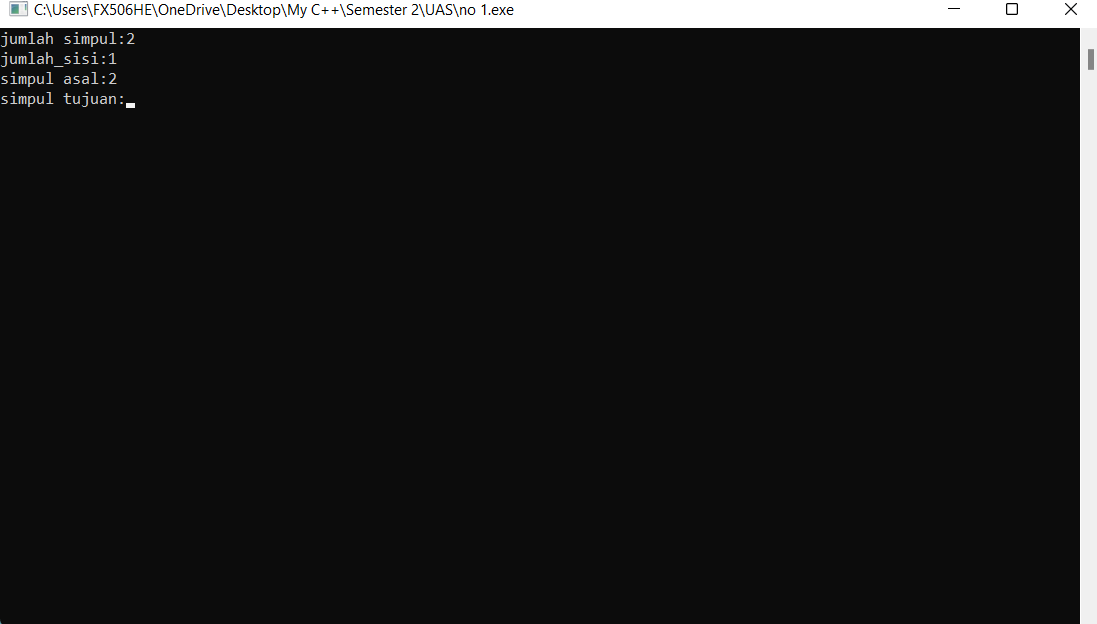 C:\Users\FX506HE\OneDrive\Desktop\My C++\Semester 2\UAS\no 1.exe
jumlah simpul:2
jumlah_sisi:1
simpul asal:2
simpul tujuan: